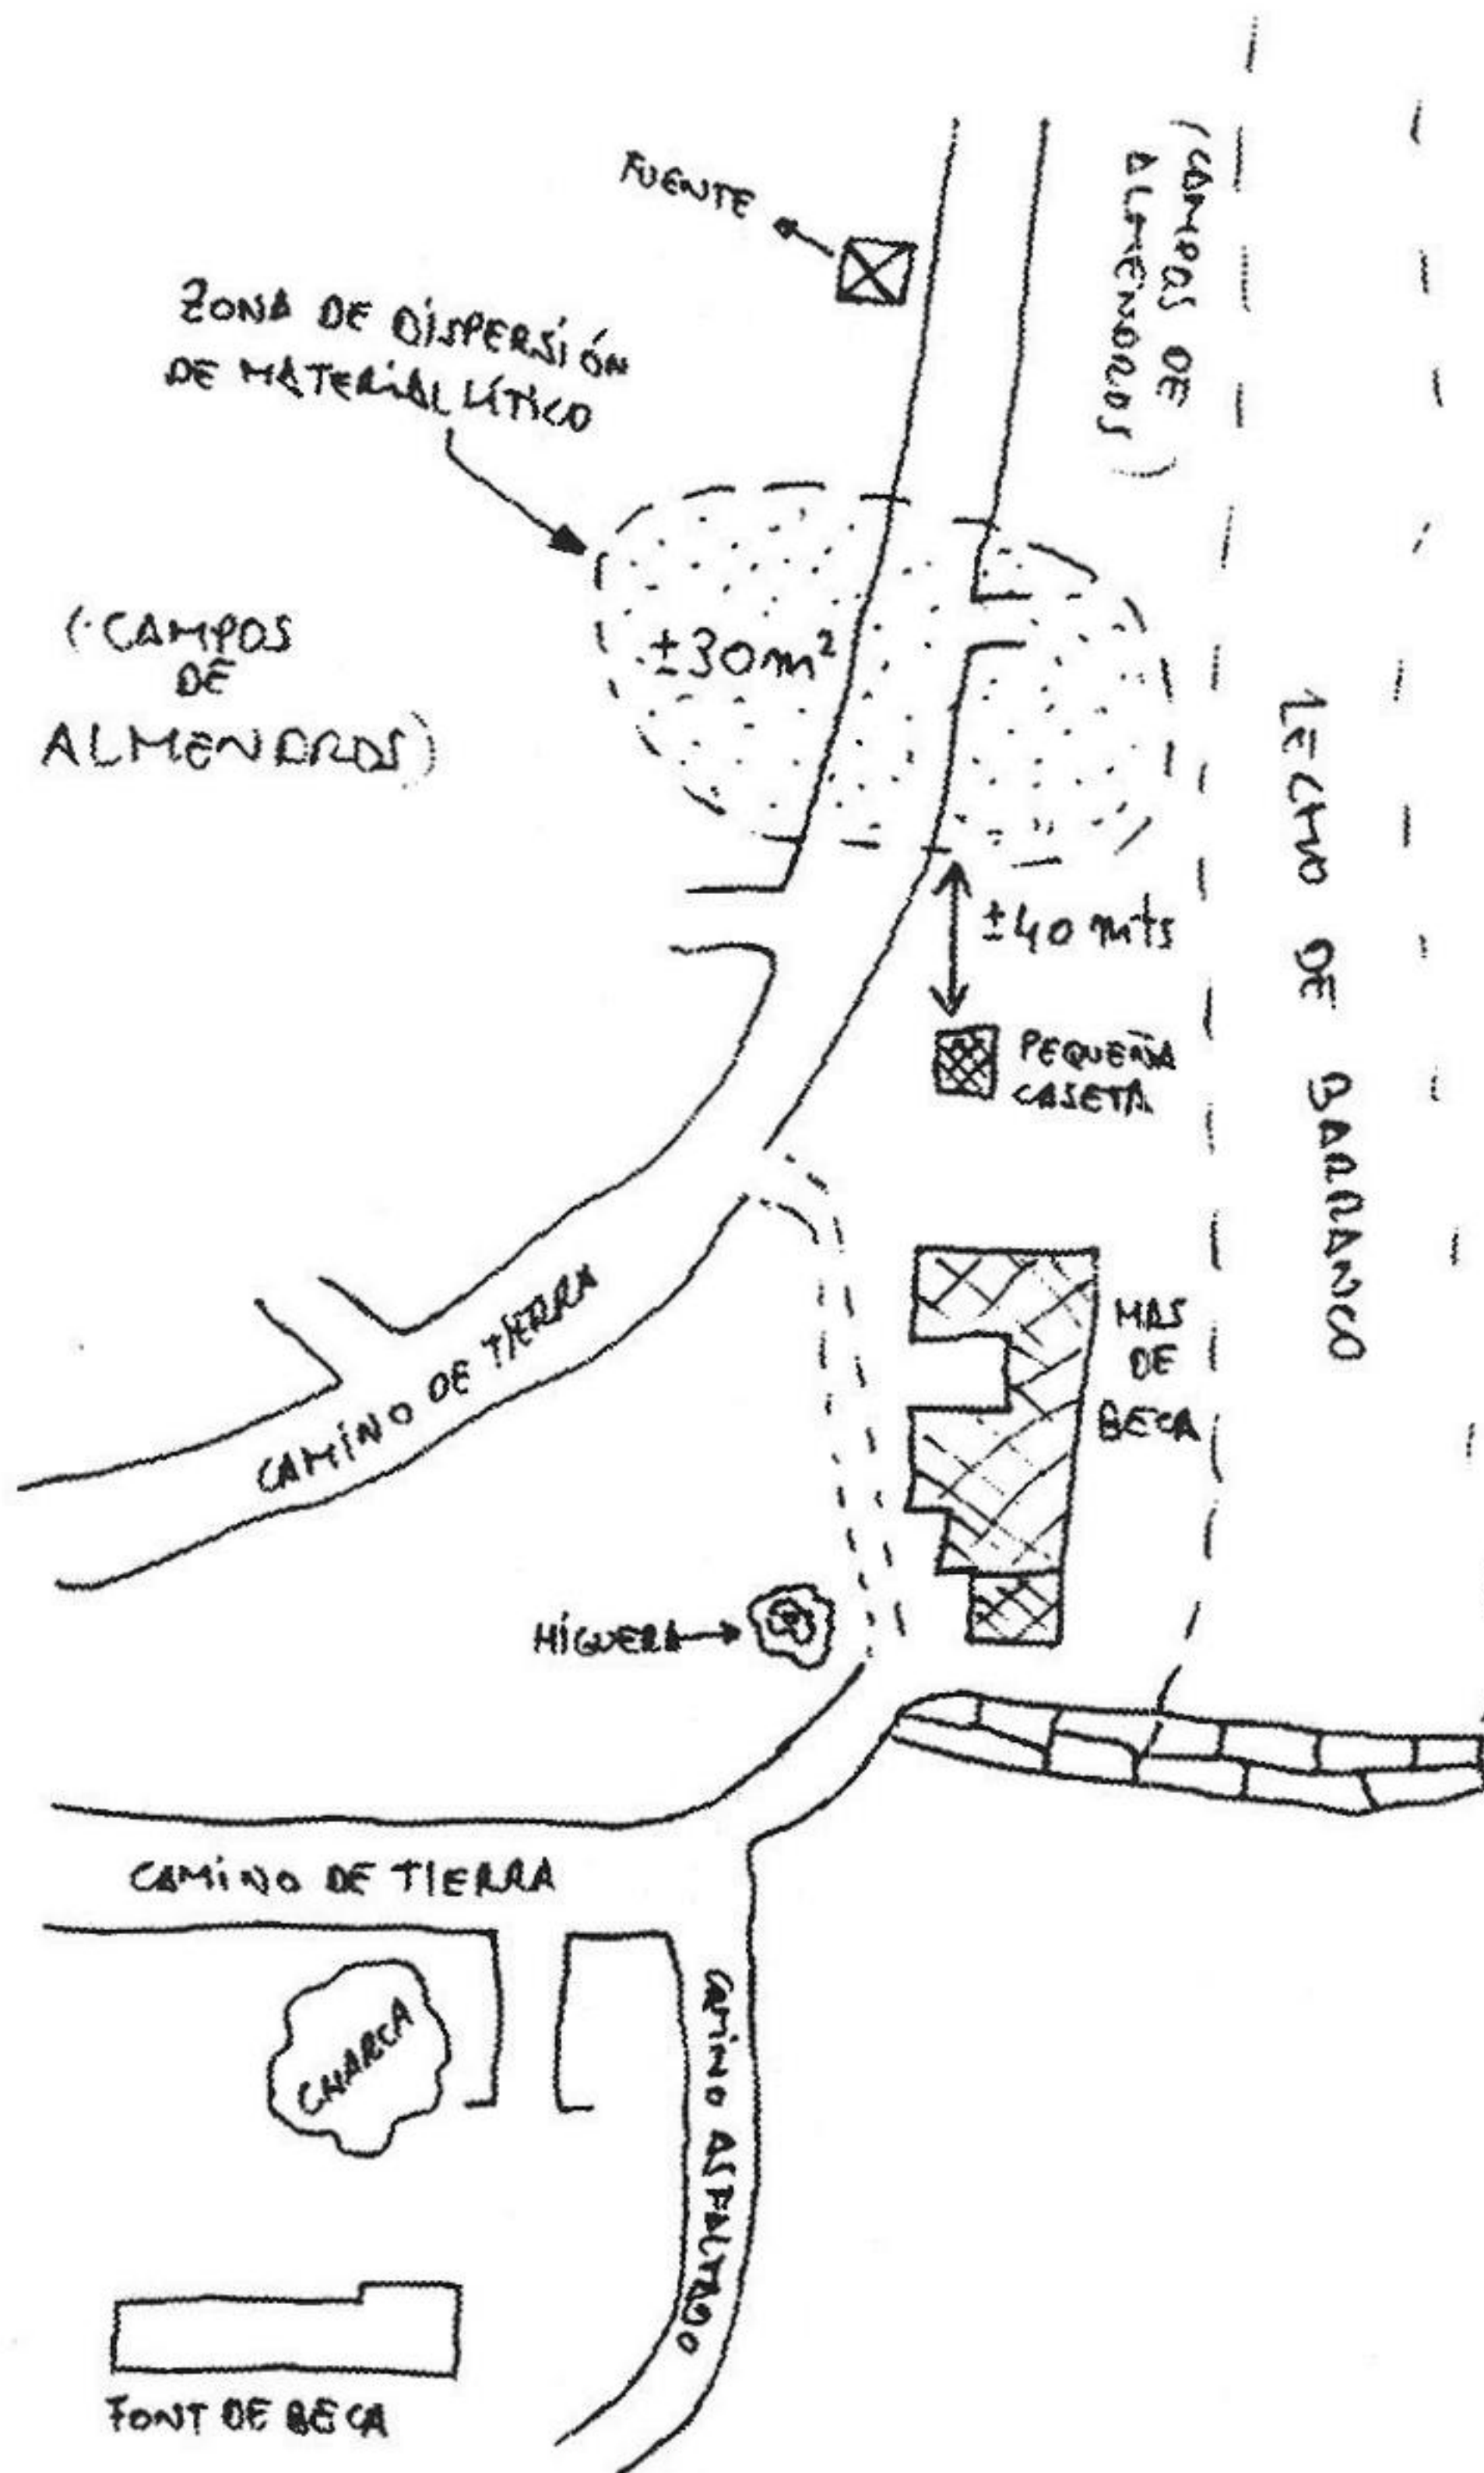 FUENTE
(CAMPOS DE
ALMENDROS)
ZONA DE DISPERSIÓN
DE MATERIAL LÍTICO
±30m²
(CAMPOS
DE
ALMENDROS)
LECHO DE BARRANCO
±40 mts
PEQUEÑA
CASETA
MAS
DE
BECA
CAMINO DE TIERRA
HIGUERA
CAMINO DE TIERRA
CHARCA
CAMINO ASFALTADO
FONT DE BECA